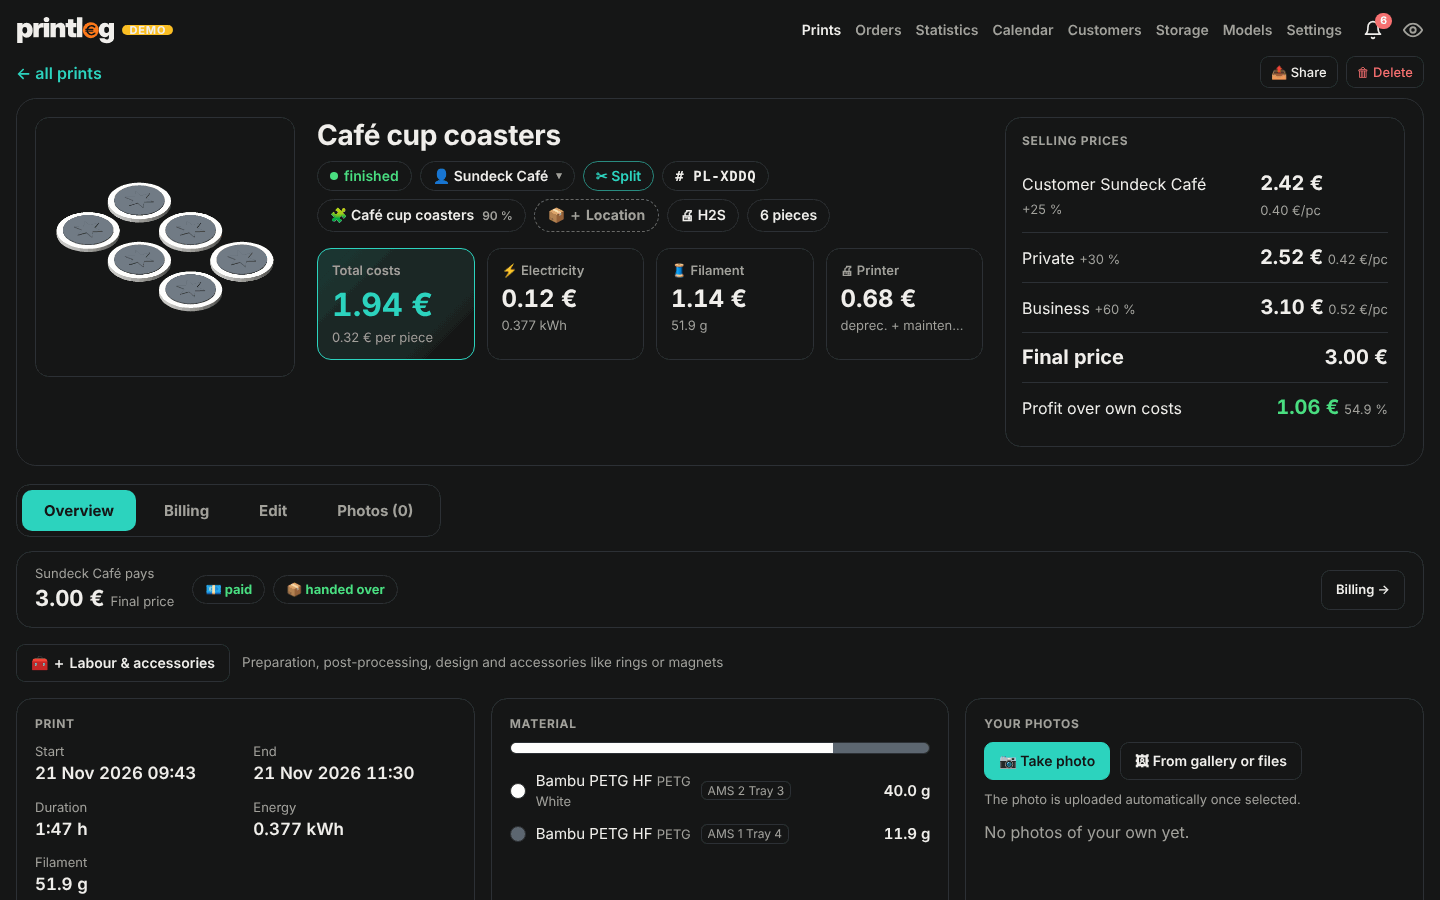 printlog DEMO
Prints Orders Statistics Calendar Customers Storage Models Settings 6
← all prints
Share Delete
Café cup coasters
finished Sundeck Café ▾ Split # PL-XDDQ
Café cup coasters 90 % + Location H2S 6 pieces
Total costs
1.94 €
0.32 € per piece
Electricity
0.12 €
0.377 kWh
Filament
1.14 €
51.9 g
Printer
0.68 €
deprec. + mainten...
SELLING PRICES
Customer Sundeck Café 2.42 €
+25 % 0.40 €/pc
Private +30 % 2.52 € 0.42 €/pc
Business +60 % 3.10 € 0.52 €/pc
Final price 3.00 €
Profit over own costs 1.06 € 54.9 %
Overview Billing Edit Photos (0)
Sundeck Café pays
3.00 € Final price paid handed over
Billing →
+ Labour & accessories Preparation, post-processing, design and accessories like rings or magnets
PRINT
Start End
21 Nov 2026 09:43 21 Nov 2026 11:30
Duration Energy
1:47 h 0.377 kWh
Filament
51.9 g
MATERIAL
Bambu PETG HF PETG AMS 2 Tray 3 40.0 g
White
Bambu PETG HF PETG AMS 1 Tray 4 11.9 g
YOUR PHOTOS
Take photo From gallery or files
The photo is uploaded automatically once selected.
No photos of your own yet.